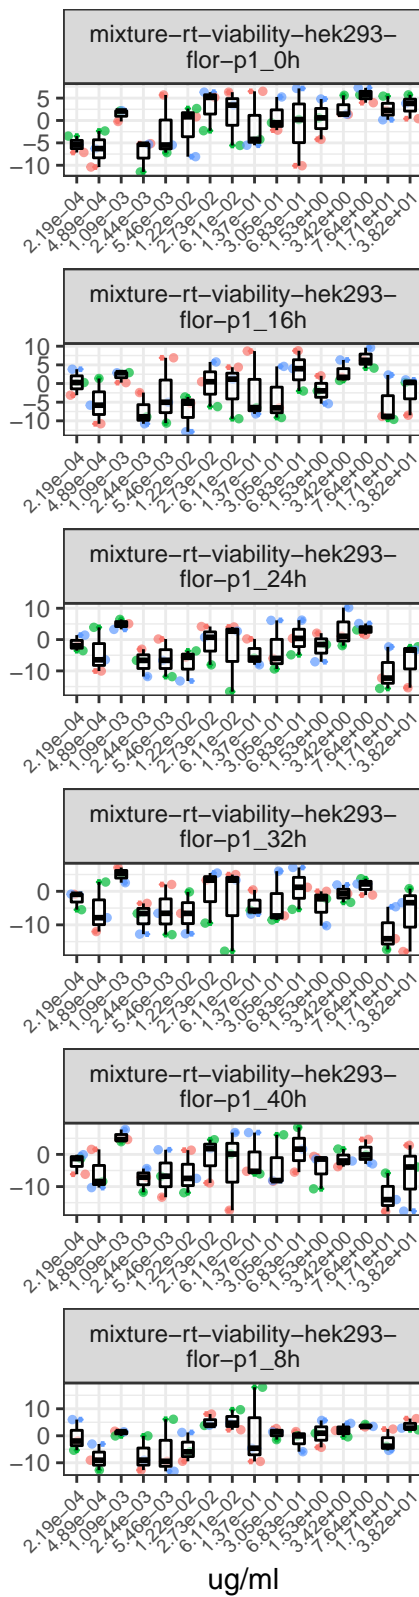 mixture−rt−viability−hek293−
flor−p1_0h
5
0
−5
−10
2.19e−04 4.89e−04 1.09e−03 2.44e−03 5.46e−03 1.22e−02 2.73e−02 6.11e−02 1.37e−01 3.05e−01 6.83e−01 1.53e+00 3.42e+00 7.64e+00 1.71e+01 3.82e+01
mixture−rt−viability−hek293−
flor−p1_16h
10
5
0
−5
−10
2.19e−04 4.89e−04 1.09e−03 2.44e−03 5.46e−03 1.22e−02 2.73e−02 6.11e−02 1.37e−01 3.05e−01 6.83e−01 1.53e+00 3.42e+00 7.64e+00 1.71e+01 3.82e+01
mixture−rt−viability−hek293−
flor−p1_24h
10
0
−10
2.19e−04 4.89e−04 1.09e−03 2.44e−03 5.46e−03 1.22e−02 2.73e−02 6.11e−02 1.37e−01 3.05e−01 6.83e−01 1.53e+00 3.42e+00 7.64e+00 1.71e+01 3.82e+01
mixture−rt−viability−hek293−
flor−p1_32h
0
−10
2.19e−04 4.89e−04 1.09e−03 2.44e−03 5.46e−03 1.22e−02 2.73e−02 6.11e−02 1.37e−01 3.05e−01 6.83e−01 1.53e+00 3.42e+00 7.64e+00 1.71e+01 3.82e+01
mixture−rt−viability−hek293−
flor−p1_40h
0
−10
2.19e−04 4.89e−04 1.09e−03 2.44e−03 5.46e−03 1.22e−02 2.73e−02 6.11e−02 1.37e−01 3.05e−01 6.83e−01 1.53e+00 3.42e+00 7.64e+00 1.71e+01 3.82e+01
mixture−rt−viability−hek293−
flor−p1_8h
10
0
−10
2.19e−04 4.89e−04 1.09e−03 2.44e−03 5.46e−03 1.22e−02 2.73e−02 6.11e−02 1.37e−01 3.05e−01 6.83e−01 1.53e+00 3.42e+00 7.64e+00 1.71e+01 3.82e+01
ug/ml